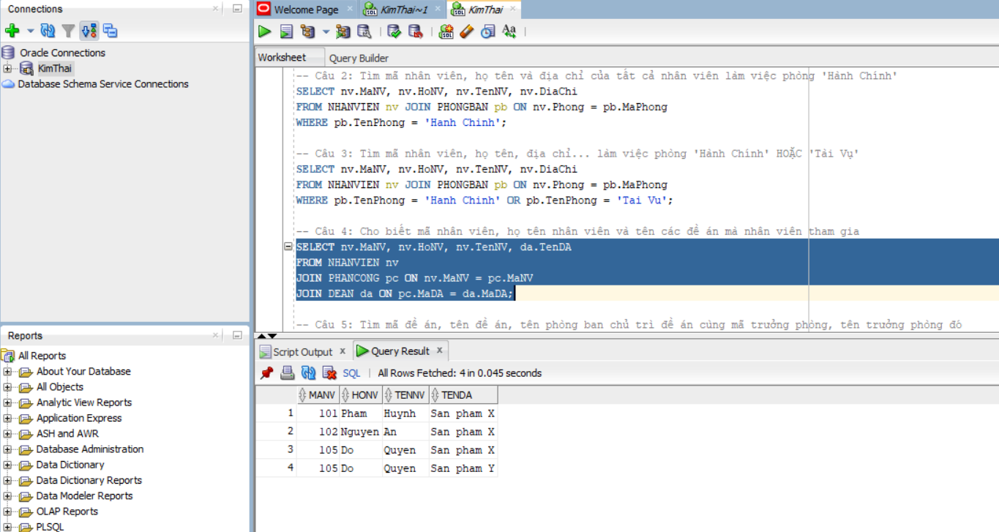 Connections
Oracle Connections
KimThai
Database Schema Service Connections
Reports
All Reports
About Your Database
All Objects
Analytic View Reports
Application Express
ASH and AWR
Database Administration
Data Dictionary
Data Dictionary Reports
Data Modeler Reports
OLAP Reports
PLSQL
Welcome Page
KimThai~1
KimThai
Worksheet
Query Builder
-- Câu 2: Tìm mã nhân viên, họ tên và địa chỉ của tất cả nhân viên làm việc phòng 'Hành Chính'
SELECT nv.MaNV, nv.HoNV, nv.TenNV, nv.DiaChi
FROM NHANVIEN nv JOIN PHONGBAN pb ON nv.Phong = pb.MaPhong
WHERE pb.TenPhong = 'Hanh Chinh';
-- Câu 3: Tìm mã nhân viên, họ tên, địa chỉ... làm việc phòng 'Hành Chính' HOẶC 'Tài Vụ'
SELECT nv.MaNV, nv.HoNV, nv.TenNV, nv.DiaChi
FROM NHANVIEN nv JOIN PHONGBAN pb ON nv.Phong = pb.MaPhong
WHERE pb.TenPhong = 'Hanh Chinh' OR pb.TenPhong = 'Tai Vu';
-- Câu 4: Cho biết mã nhân viên, họ tên nhân viên và tên các đề án mà nhân viên tham gia
SELECT nv.MaNV, nv.HoNV, nv.TenNV, da.TenDA
FROM NHANVIEN nv
JOIN PHANCONG pc ON nv.MaNV = pc.MaNV
JOIN DEAN da ON pc.MaDA = da.MaDA;
-- Câu 5: Tìm mã đề án, tên đề án, tên phòng ban chủ trì đề án cùng mã trưởng phòng, tên trưởng phòng đó
Script Output
Query Result
SQL | All Rows Fetched: 4 in 0.045 seconds
MANV HONV TENNV TENDA
1 101 Pham Huynh San pham X
2 102 Nguyen An San pham X
3 105 Do Quyen San pham X
4 105 Do Quyen San pham Y